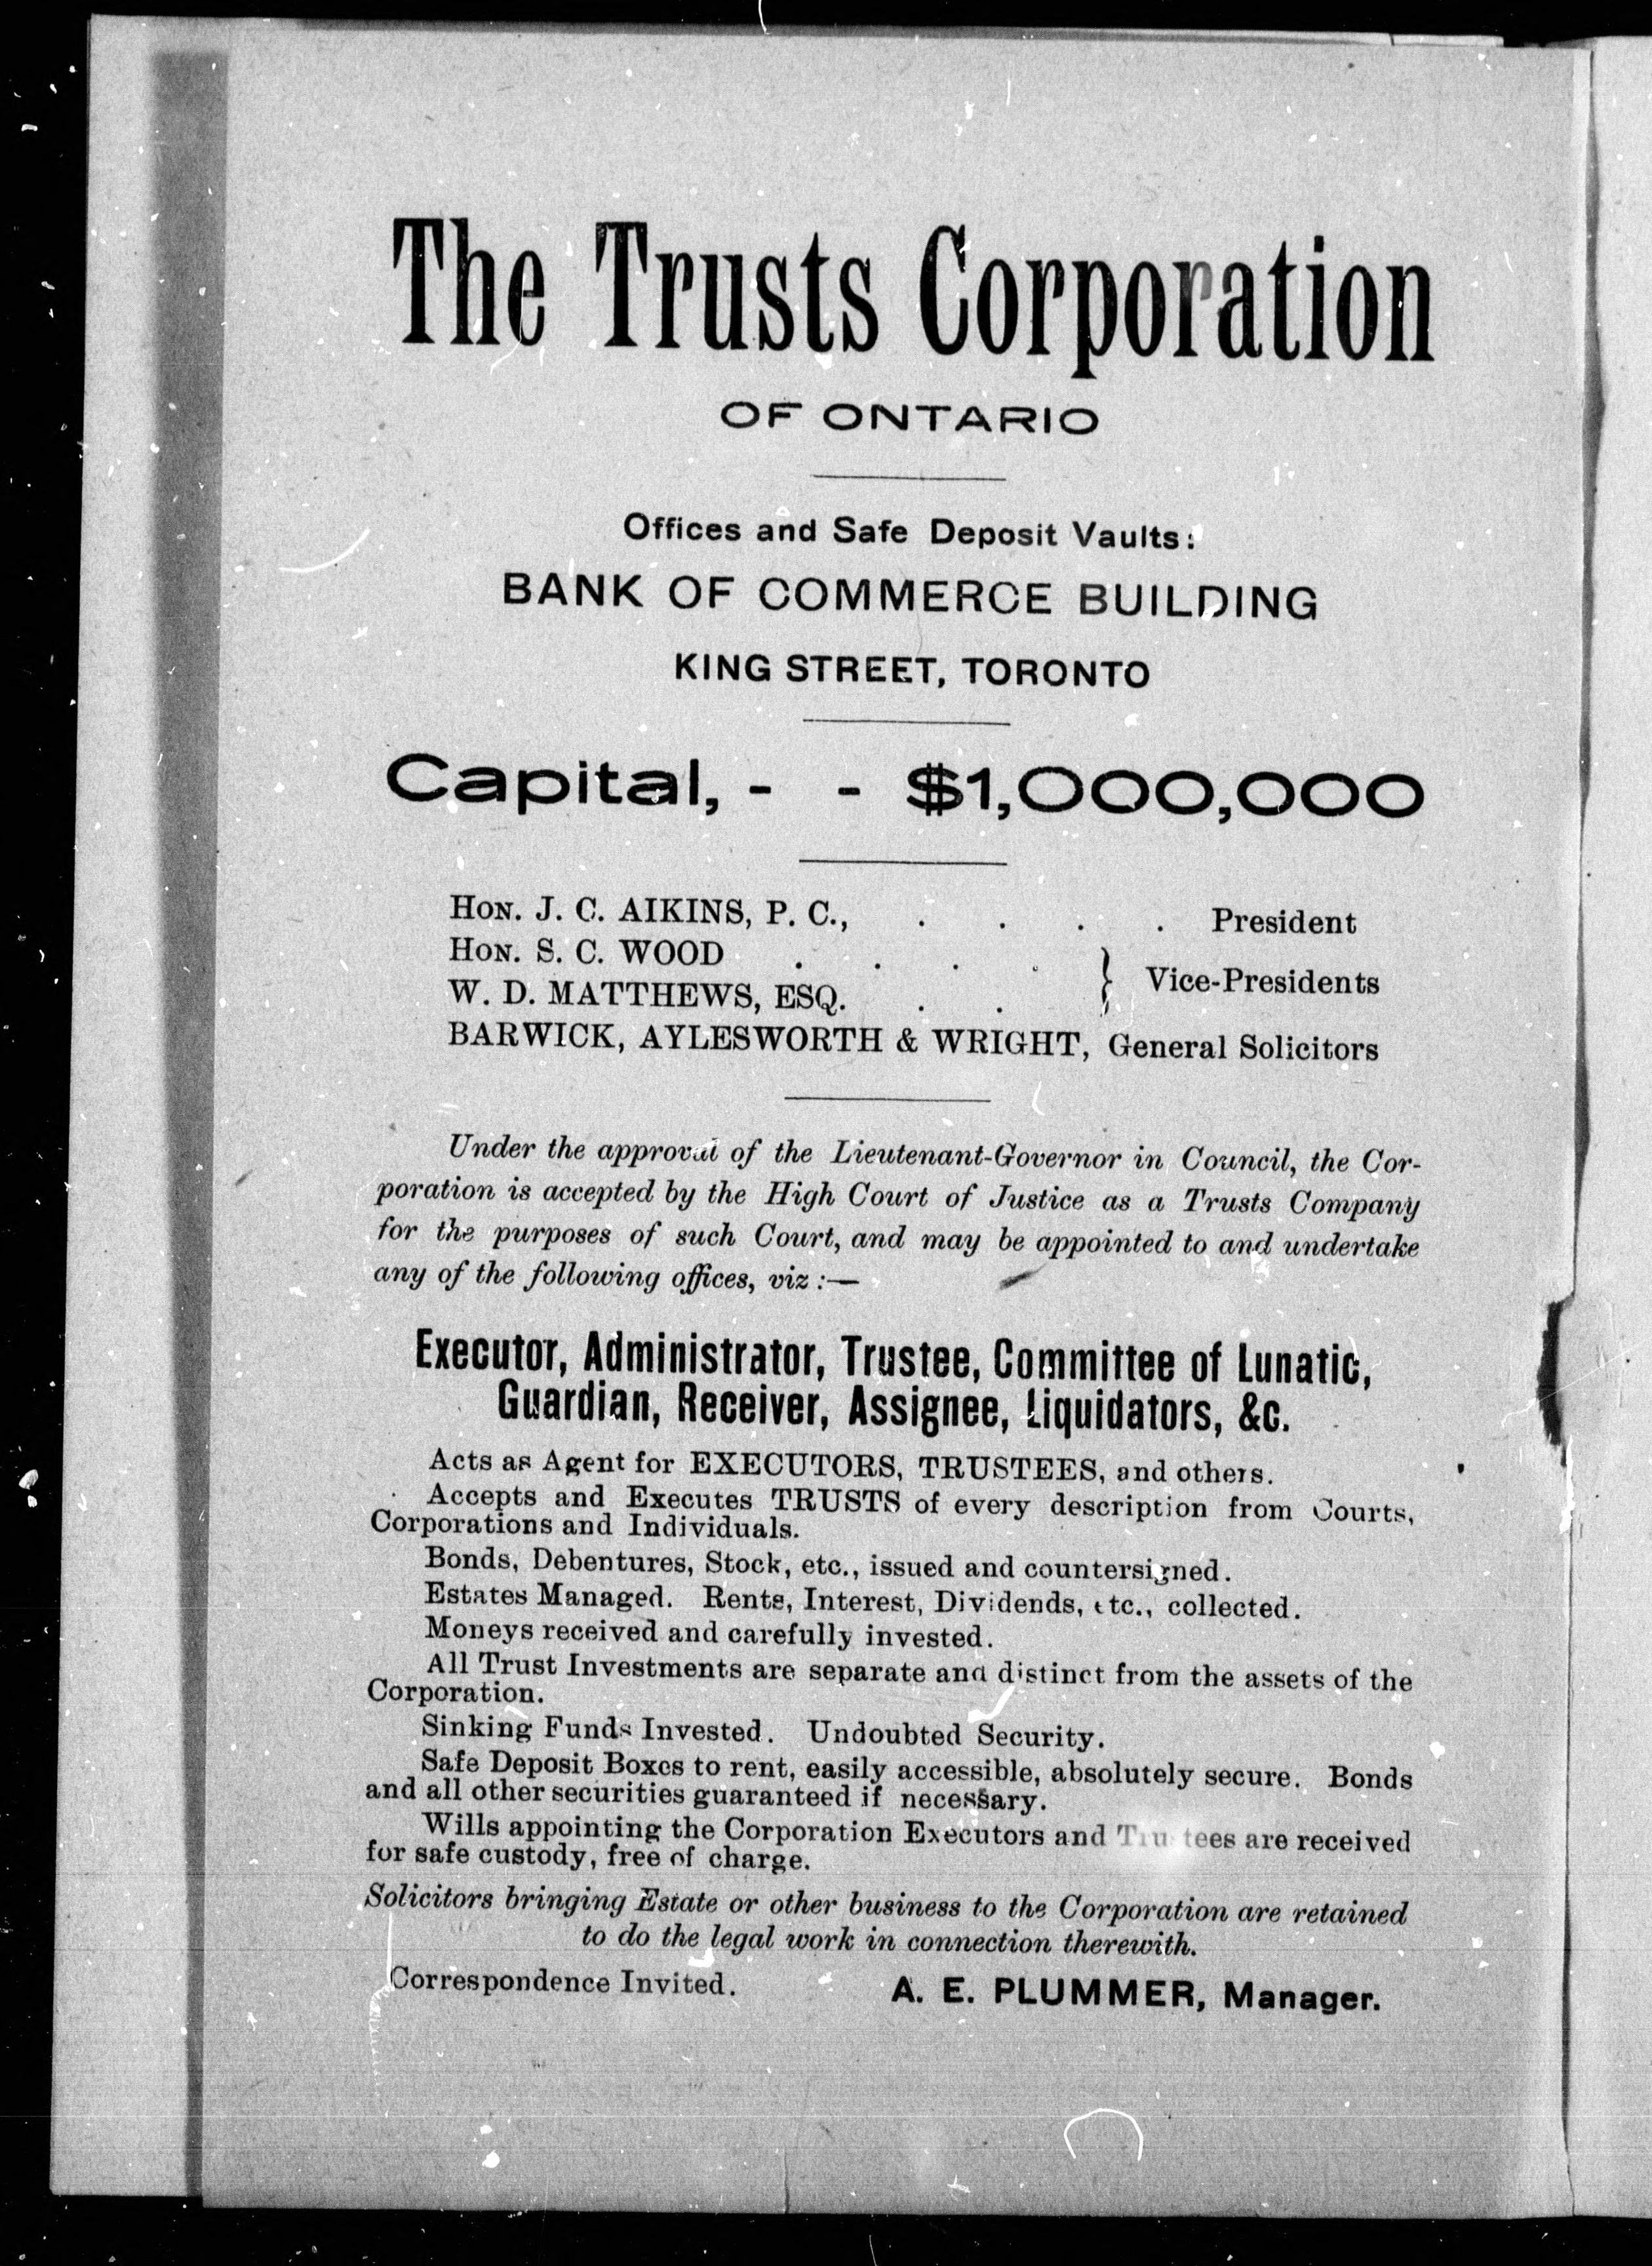 The Trusts Corporation
OF ONTARIO
Offices and Safe Deposit Vaults:
BANK OF COMMERCE BUILDING
KING STREET, TORONTO
Capital, - - $1,000,000
HON. J. C. AIKINS, P. C., . . . . President
HON. S. C. WOOD . . . .
W. D. MATTHEWS, ESQ. . . } Vice-Presidents
BARWICK, AYLESWORTH & WRIGHT, General Solicitors
Under the approval of the Lieutenant-Governor in Council, the Cor-
poration is accepted by the High Court of Justice as a Trusts Company
for the purposes of such Court, and may be appointed to and undertake
any of the following offices, viz :—
Executor, Administrator, Trustee, Committee of Lunatic,
Guardian, Receiver, Assignee, Liquidators, &c.
Acts as Agent for EXECUTORS, TRUSTEES, and others.
Accepts and Executes TRUSTS of every description from Courts,
Corporations and Individuals.
Bonds, Debentures, Stock, etc., issued and countersigned.
Estates Managed. Rents, Interest, Dividends, etc., collected.
Moneys received and carefully invested.
All Trust Investments are separate and distinct from the assets of the
Corporation.
Sinking Funds Invested. Undoubted Security.
Safe Deposit Boxes to rent, easily accessible, absolutely secure. Bonds
and all other securities guaranteed if necessary.
Wills appointing the Corporation Executors and Trustees are received
for safe custody, free of charge.
Solicitors bringing Estate or other business to the Corporation are retained
to do the legal work in connection therewith.
Correspondence Invited. A. E. PLUMMER, Manager.